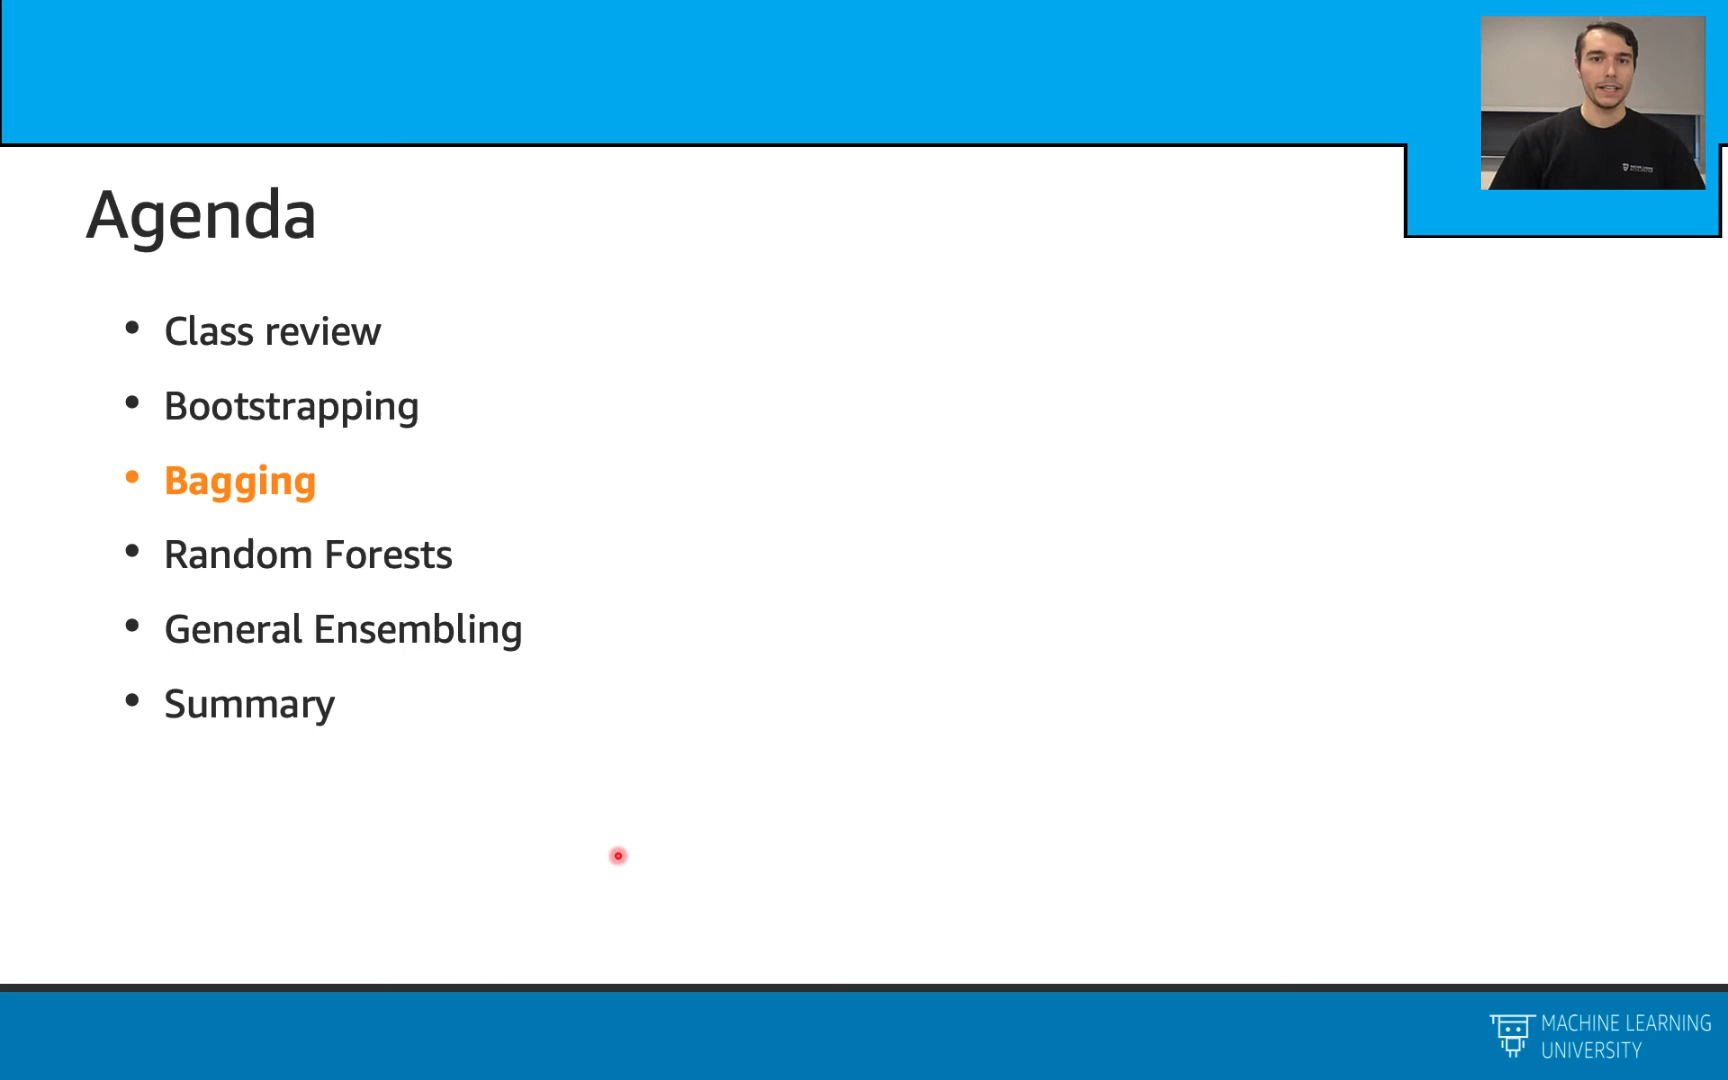 Agenda
• Class review
• Bootstrapping
• Bagging
• Random Forests
• General Ensembling
• Summary
MACHINE LEARNING
UNIVERSITY